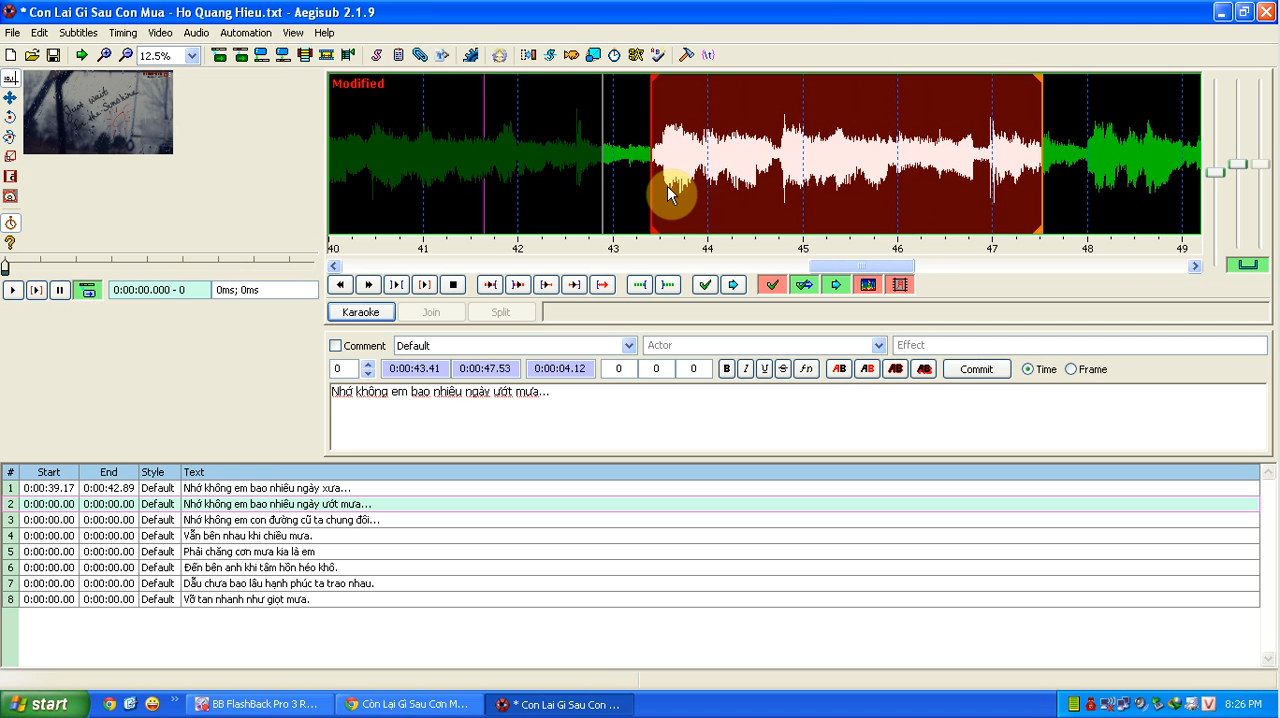 * Con Lai Gi Sau Con Mua - Ho Quang Hieu.txt - Aegisub 2.1.9
File Edit Subtitles Timing Video Audio Automation View Help
12.5%
Just wait
for the Sunshine
Modified
40 41 42 43 44 45 46 47 48 49
0:00:00.00 - 0 0ms; 0ms
Karaoke Join Split
Comment Default Actor Effect
0 0:00:43.41 0:00:47.53 0:00:04.12 0 0 0 B I U S fn AB AB AB AB Commit Time Frame
Nhớ không em bao nhiêu ngày ướt mưa...
# Start End Style Text
1 0:00:39.17 0:00:42.89 Default Nhớ không em bao nhiêu ngày xưa...
2 0:00:00.00 0:00:00.00 Default Nhớ không em bao nhiêu ngày ướt mưa...
3 0:00:00.00 0:00:00.00 Default Nhớ không em con đường cũ ta chung đôi...
4 0:00:00.00 0:00:00.00 Default Vẫn bên nhau khi chiều mưa.
5 0:00:00.00 0:00:00.00 Default Phải chăng cơn mưa kia là em
6 0:00:00.00 0:00:00.00 Default Đến bên anh khi tâm hồn héo khô.
7 0:00:00.00 0:00:00.00 Default Dẫu chưa bao lâu hạnh phúc ta trao nhau.
8 0:00:00.00 0:00:00.00 Default Vỡ tan nhanh như giọt mưa.
start BB FlashBack Pro 3 R... Còn Lại Gì Sau Cơn M... * Con Lai Gi Sau Con ... V 8:26 PM